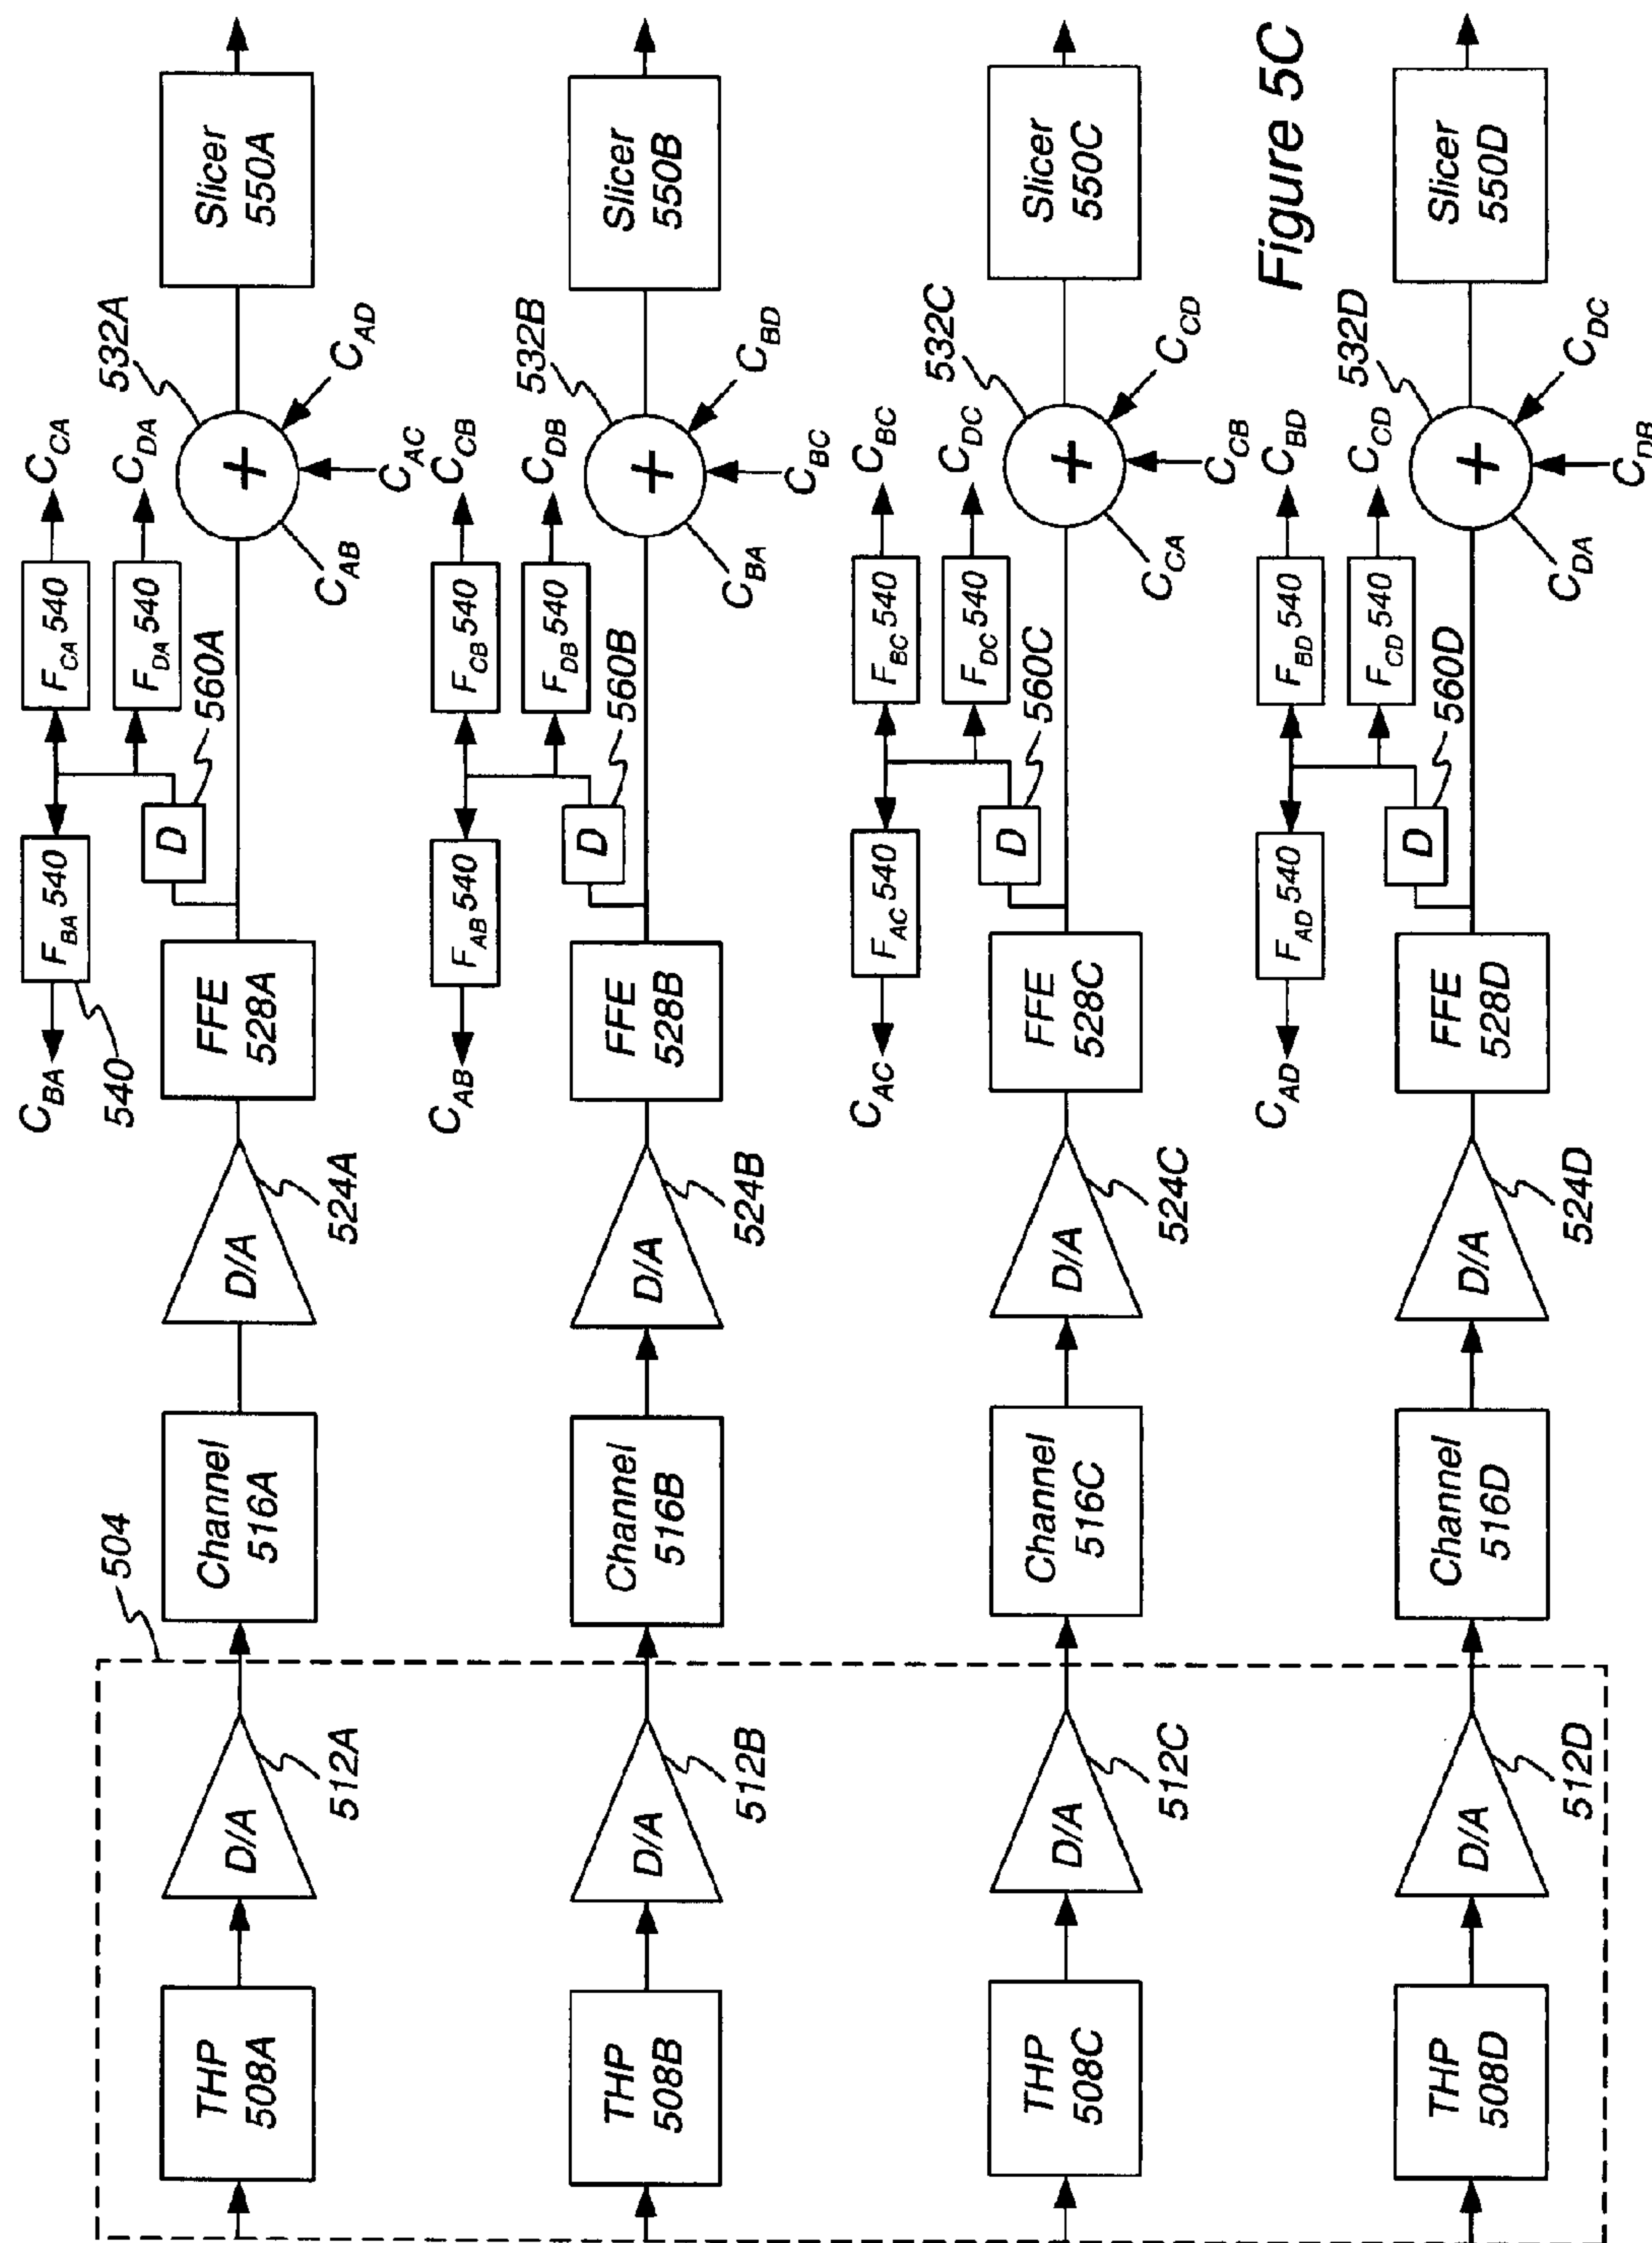 504
THP
508A
D/A
512A
Channel
516A
D/A
524A
FFE
528A
C_BA
540
F_BA 540
D
560A
F_CA 540
C_CA
F_DA 540
C_DA
+
532A
C_AB
C_AC
C_AD
Slicer
550A
THP
508B
D/A
512B
Channel
516B
D/A
524B
FFE
528B
C_AB
F_AB 540
D
560B
F_CB 540
C_CB
F_DB 540
C_DB
+
532B
C_BA
C_BC
C_BD
Slicer
550B
THP
508C
D/A
512C
Channel
516C
D/A
524C
FFE
528C
C_AC
F_AC 540
D
560C
F_BC 540
C_BC
F_DC 540
C_DC
+
532C
C_CA
C_CB
C_CD
Slicer
550C
THP
508D
D/A
512D
Channel
516D
D/A
524D
FFE
528D
C_AD
F_AD 540
D
560D
F_BD 540
C_BD
F_CD 540
C_CD
+
532D
C_DA
C_DB
C_DC
Slicer
550D
Figure 5C